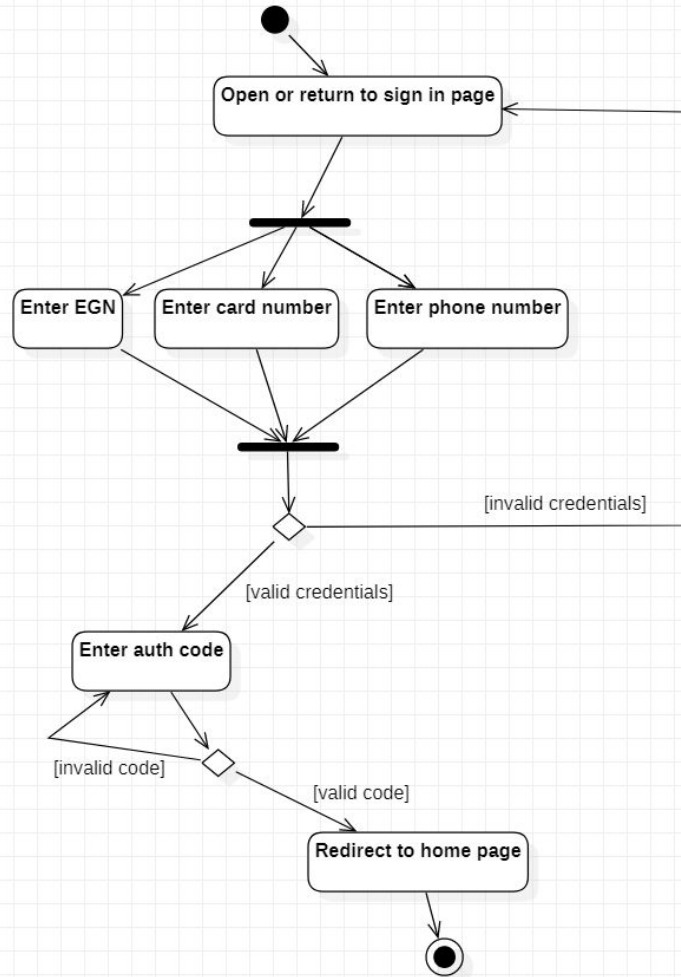 Open or return to sign in page
Enter EGN
Enter card number
Enter phone number
[invalid credentials]
[valid credentials]
Enter auth code
[invalid code]
[valid code]
Redirect to home page